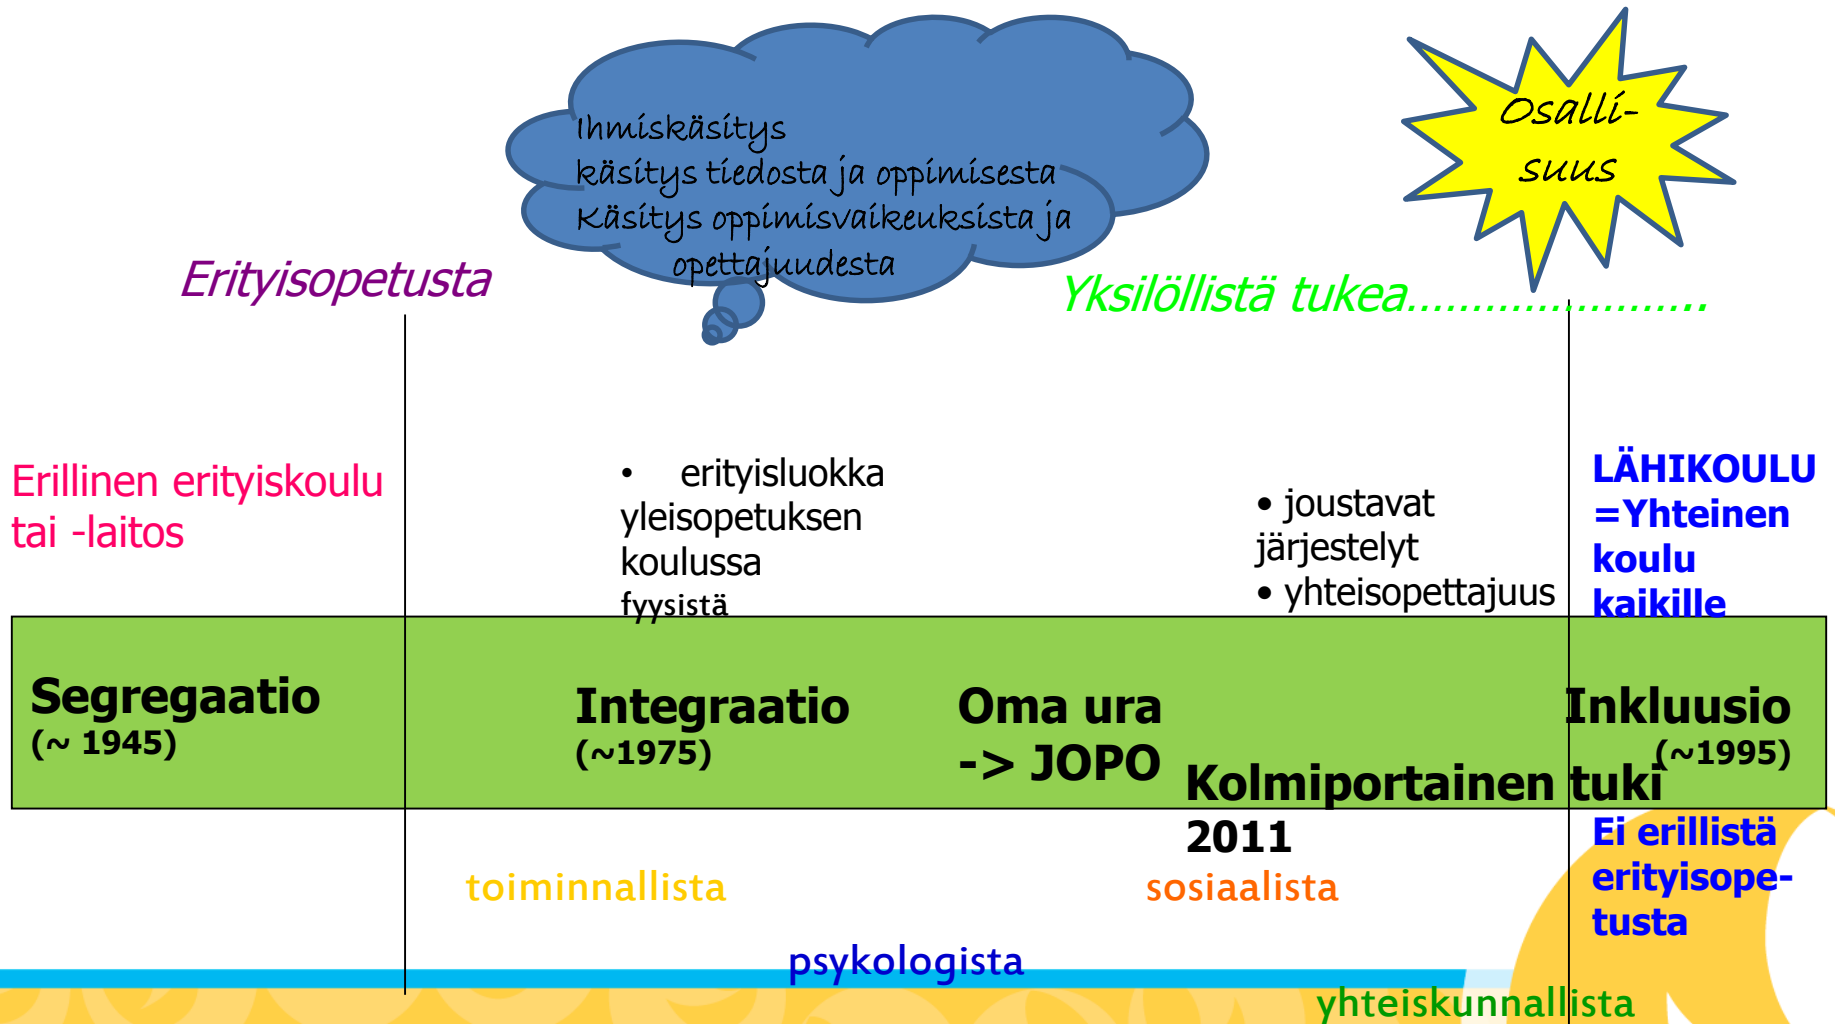 Ihmiskäsitys
käsitys tiedosta ja oppimisesta
Käsitys oppimisvaikeuksista ja
opettajuudesta
Osalli-
suus
Erityisopetusta
Yksilöllistä tukea.......................
Erillinen erityiskoulu
tai -laitos
• erityisluokka
yleisopetuksen
koulussa
fyysistä
• joustavat
järjestelyt
• yhteisopettajuus
LÄHIKOULU
=Yhteinen
koulu
kaikille
Segregaatio
(~ 1945)
Integraatio
(~1975)
Oma ura
-> JOPO
Kolmiportainen tuki
2011
Inkluusio
(~1995)
Ei erillistä
erityisope-
tusta
toiminnallista
sosiaalista
psykologista
yhteiskunnallista